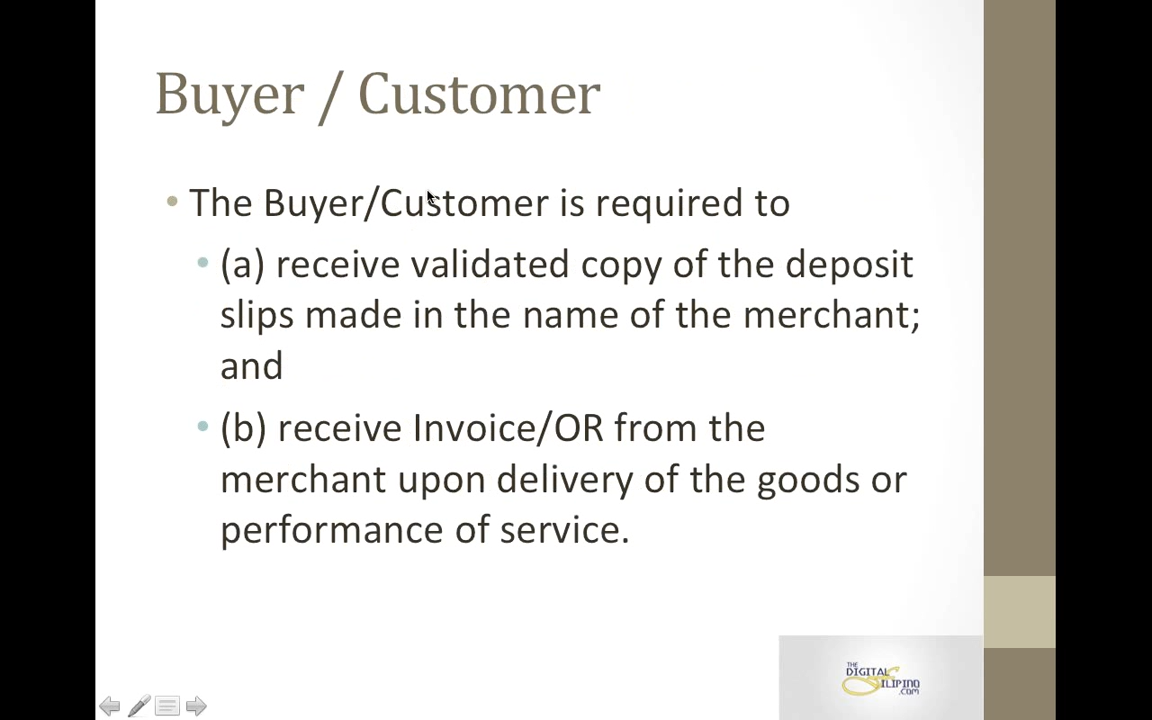 Buyer / Customer
• The Buyer/Customer is required to
• (a) receive validated copy of the deposit
slips made in the name of the merchant;
and
• (b) receive Invoice/OR from the
merchant upon delivery of the goods or
performance of service.
THE
DIGITAL
FILIPINO
.COM